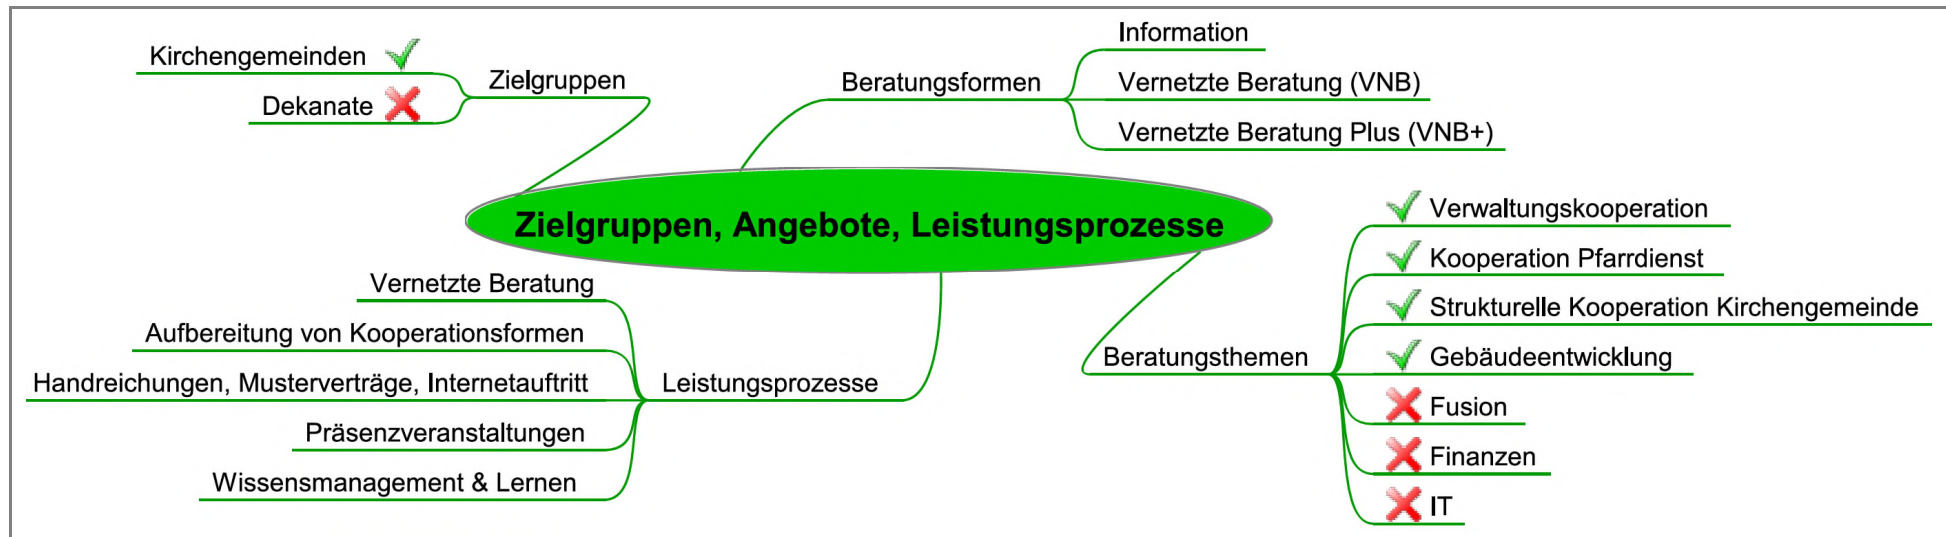 Kirchengemeinden
Dekanate
Zielgruppen
Beratungsformen
Information
Vernetzte Beratung (VNB)
Vernetzte Beratung Plus (VNB+)
Zielgruppen, Angebote, Leistungsprozesse
Vernetzte Beratung
Aufbereitung von Kooperationsformen
Handreichungen, Musterverträge, Internetauftritt
Präsenzveranstaltungen
Wissensmanagement & Lernen
Leistungsprozesse
Beratungsthemen
Verwaltungskooperation
Kooperation Pfarrdienst
Strukturelle Kooperation Kirchengemeinde
Gebäudeentwicklung
Fusion
Finanzen
IT